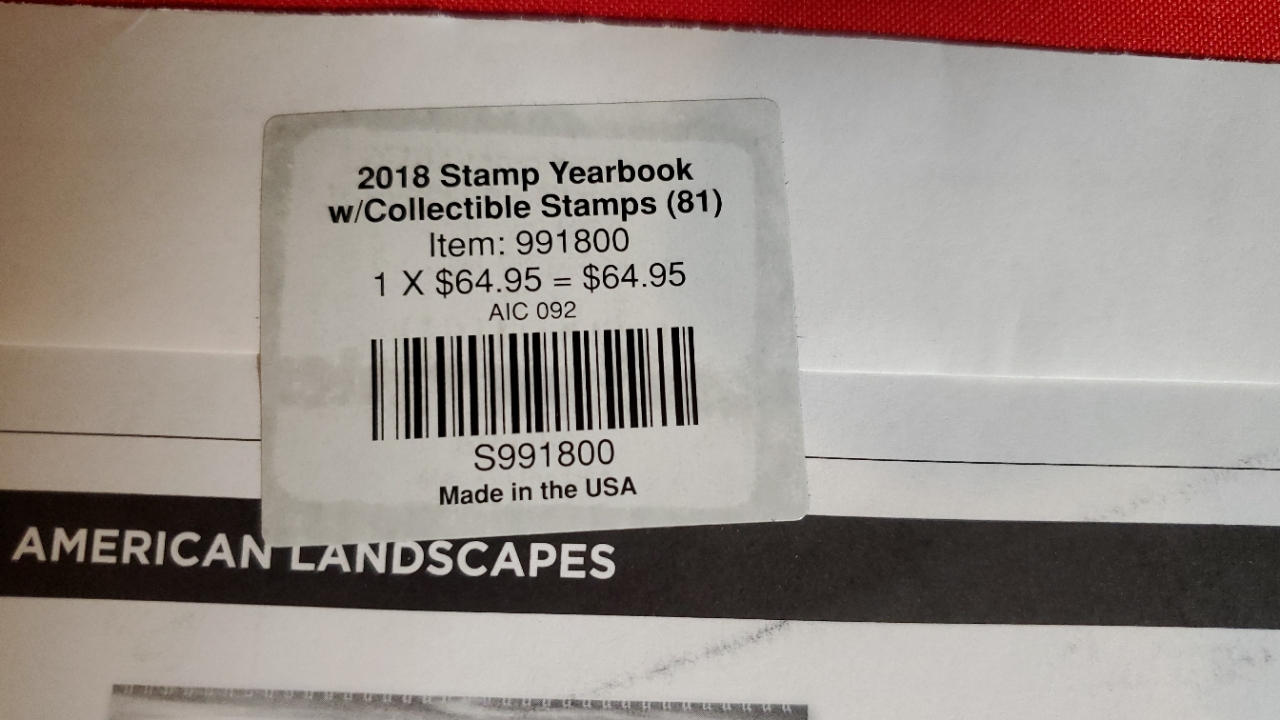 2018 Stamp Yearbook
w/Collectible Stamps (81)
Item: 991800
1 X $64.95 = $64.95
AIC 092
S991800
Made in the USA
AMERICAN LANDSCAPES